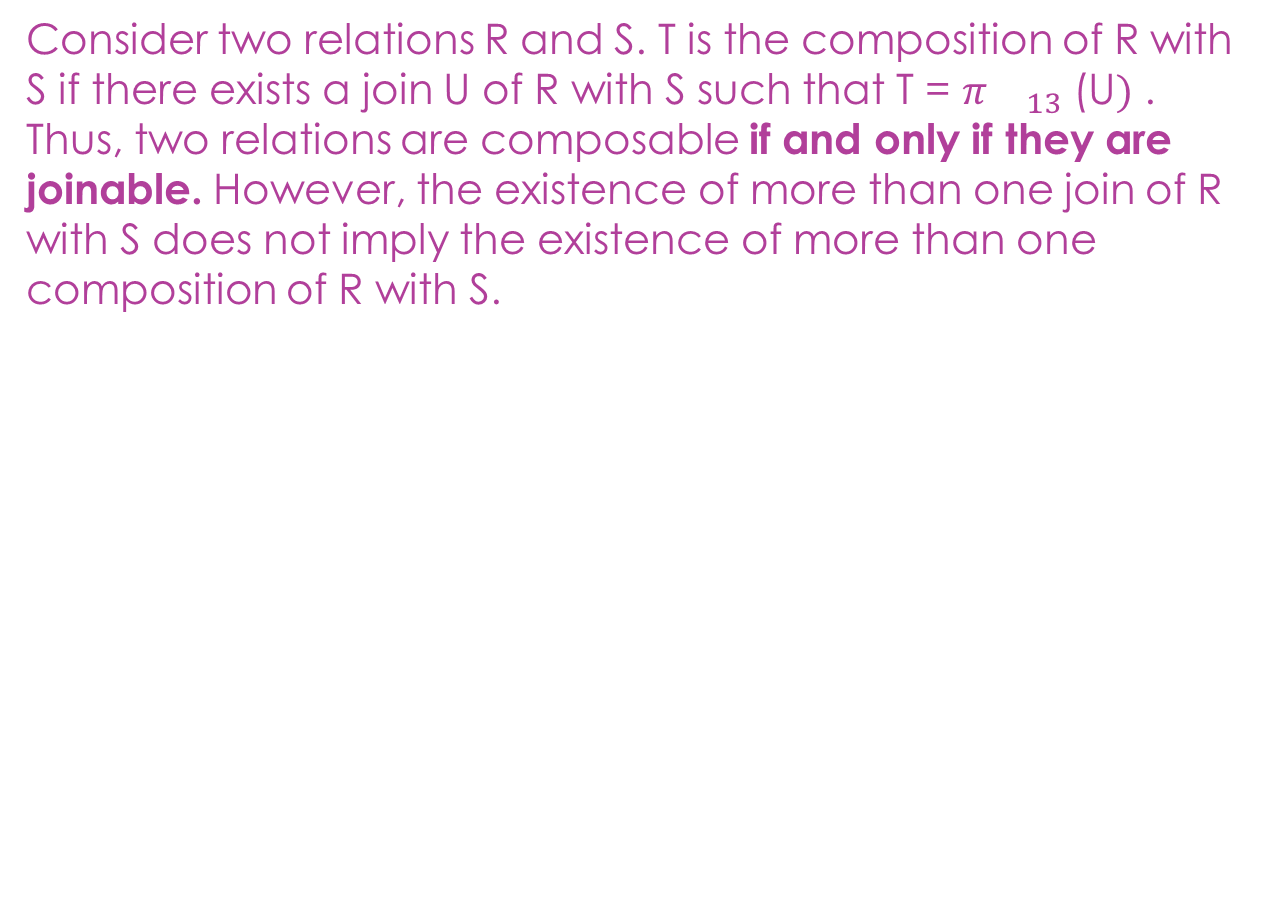 Consider two relations R and S. T is the composition of R with
S if there exists a join U of R with S such that T = 𝜋 ₁₃ (U) .
Thus, two relations are composable if and only if they are
joinable. However, the existence of more than one join of R
with S does not imply the existence of more than one
composition of R with S.